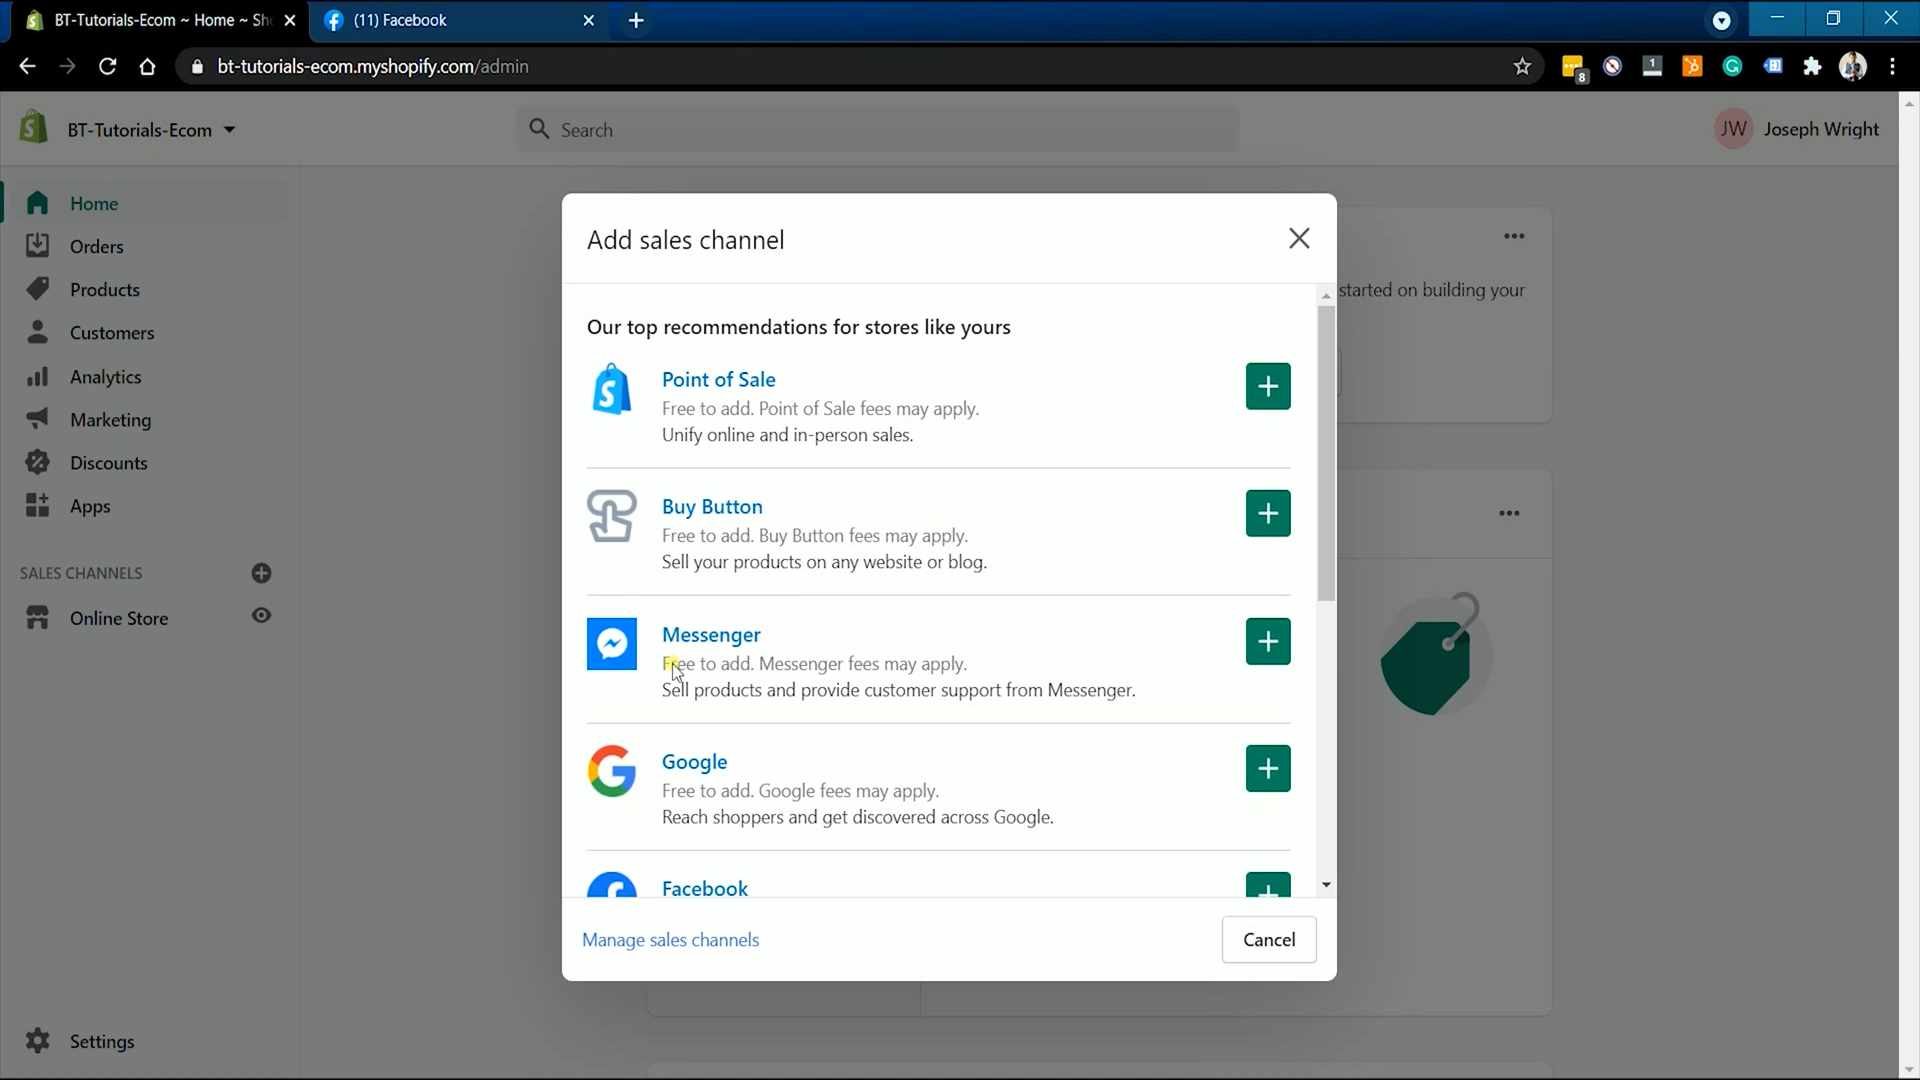 BT-Tutorials-Ecom ~ Home ~ Sh
(11) Facebook
bt-tutorials-ecom.myshopify.com/admin
8
1
BT-Tutorials-Ecom
Search
JW
Joseph Wright
Home
Orders
Products
Customers
Analytics
Marketing
Discounts
Apps
SALES CHANNELS
Online Store
Settings
Add sales channel
started on building your
Our top recommendations for stores like yours
Point of Sale
Free to add. Point of Sale fees may apply.
Unify online and in-person sales.
Buy Button
Free to add. Buy Button fees may apply.
Sell your products on any website or blog.
Messenger
Free to add. Messenger fees may apply.
Sell products and provide customer support from Messenger.
Google
Free to add. Google fees may apply.
Reach shoppers and get discovered across Google.
Facebook
Manage sales channels
Cancel